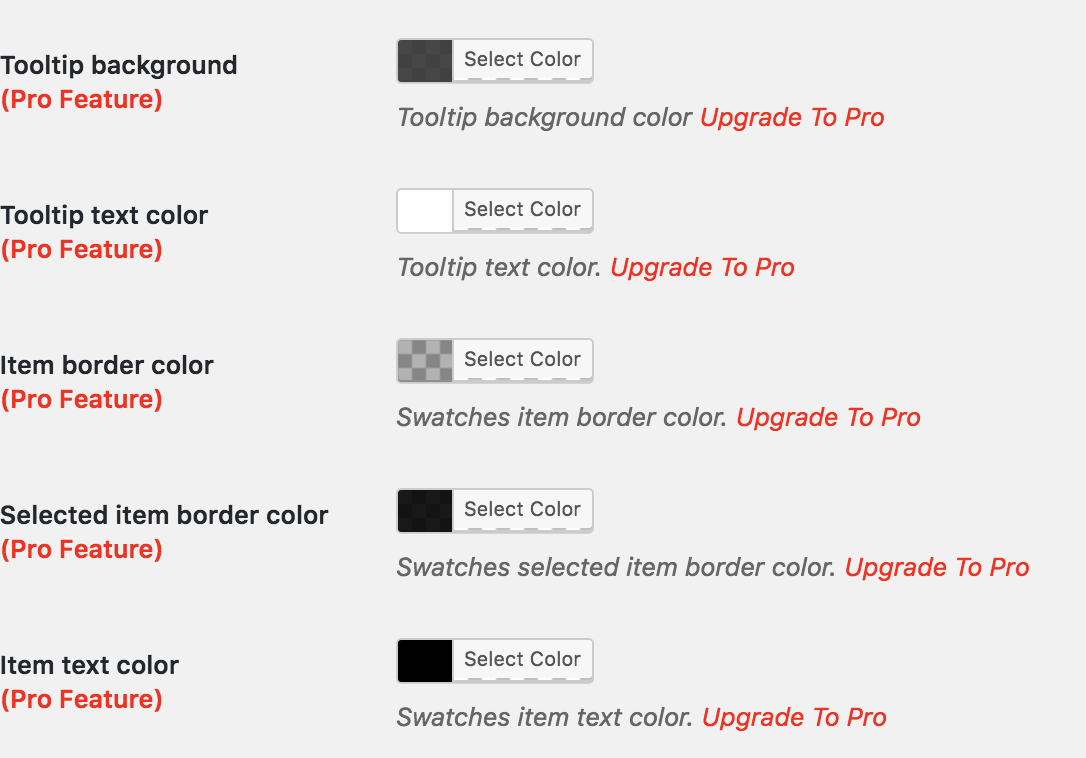 Tooltip background
(Pro Feature)
Select Color
Tooltip background color Upgrade To Pro
Tooltip text color
(Pro Feature)
Select Color
Tooltip text color. Upgrade To Pro
Item border color
(Pro Feature)
Select Color
Swatches item border color. Upgrade To Pro
Selected item border color
(Pro Feature)
Select Color
Swatches selected item border color. Upgrade To Pro
Item text color
(Pro Feature)
Select Color
Swatches item text color. Upgrade To Pro